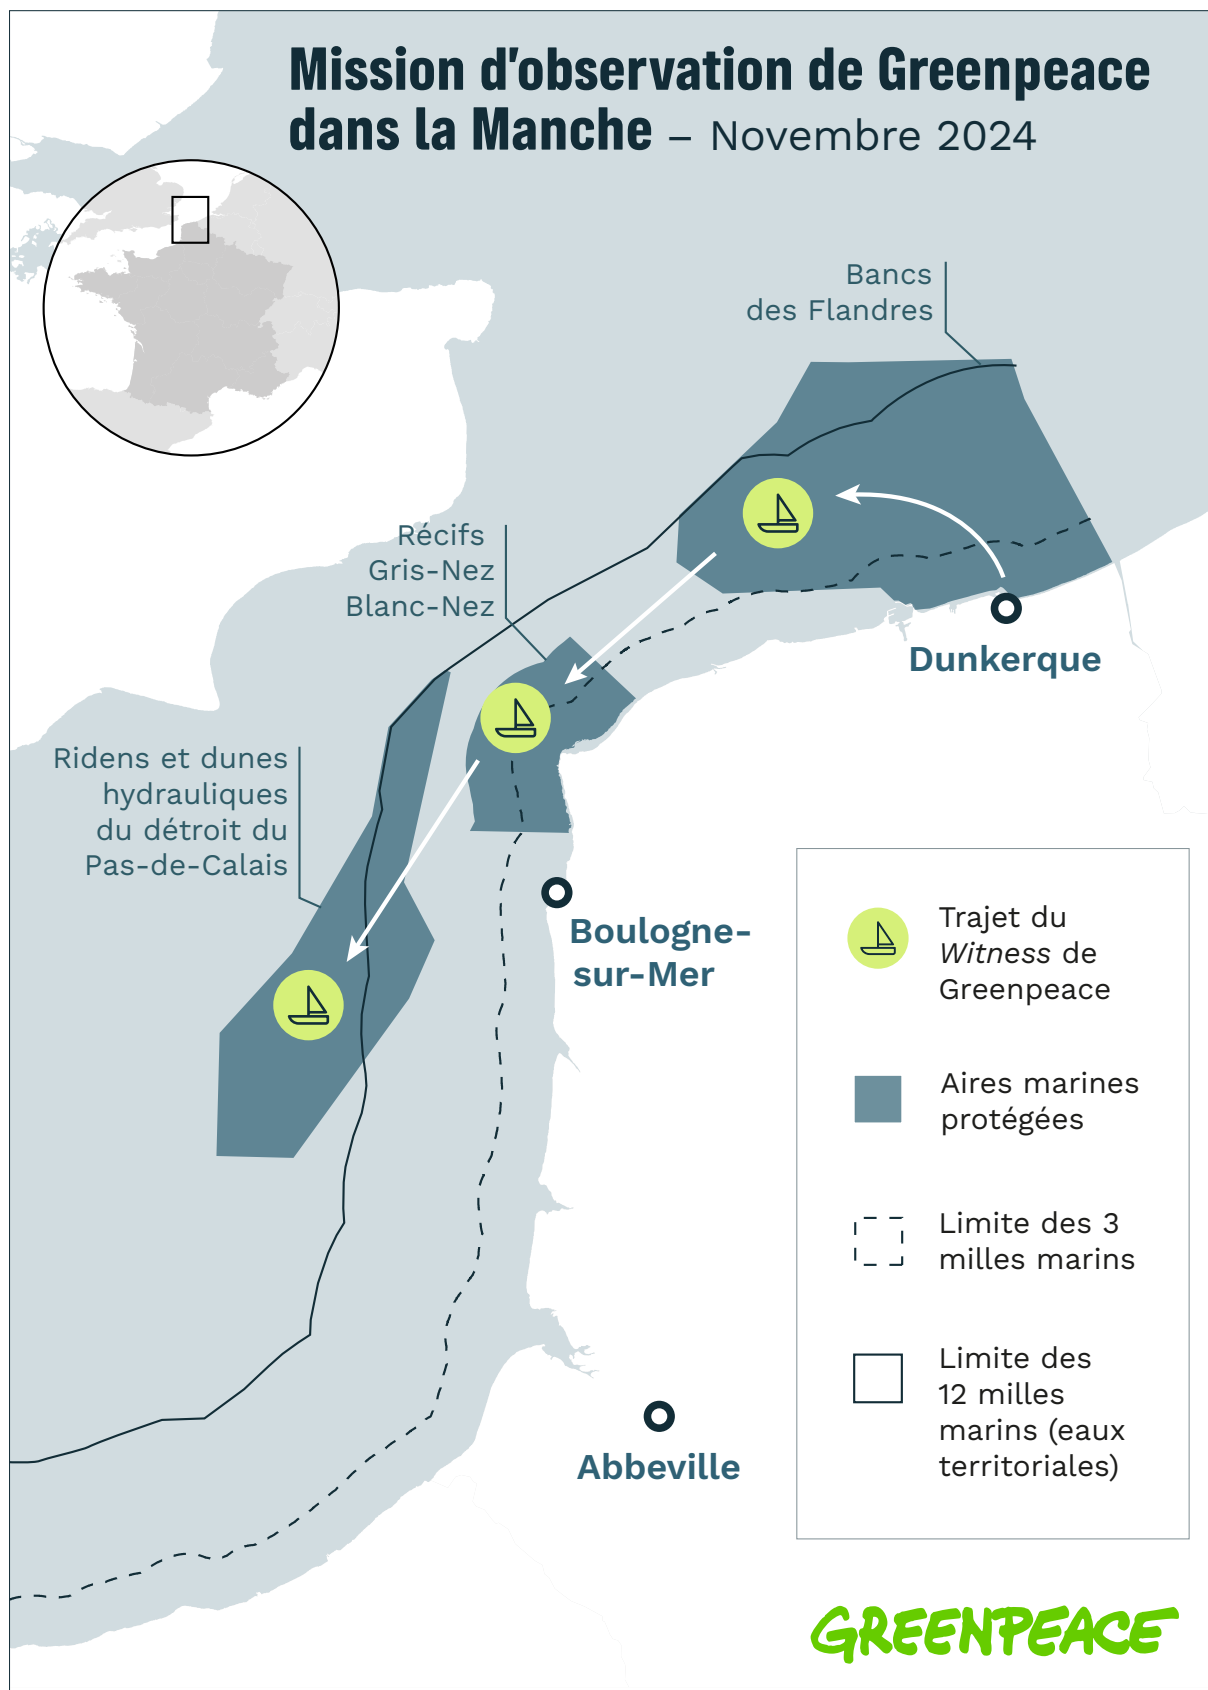 Mission d'observation de Greenpeace
dans la Manche – Novembre 2024
Bancs
des Flandres
Récifs
Gris-Nez
Blanc-Nez
Dunkerque
Ridens et dunes
hydrauliques
du détroit du
Pas-de-Calais
Boulogne-
sur-Mer
Abbeville
Trajet du
Witness de
Greenpeace
Aires marines
protégées
Limite des 3
milles marins
Limite des
12 milles
marins (eaux
territoriales)
GREENPEACE